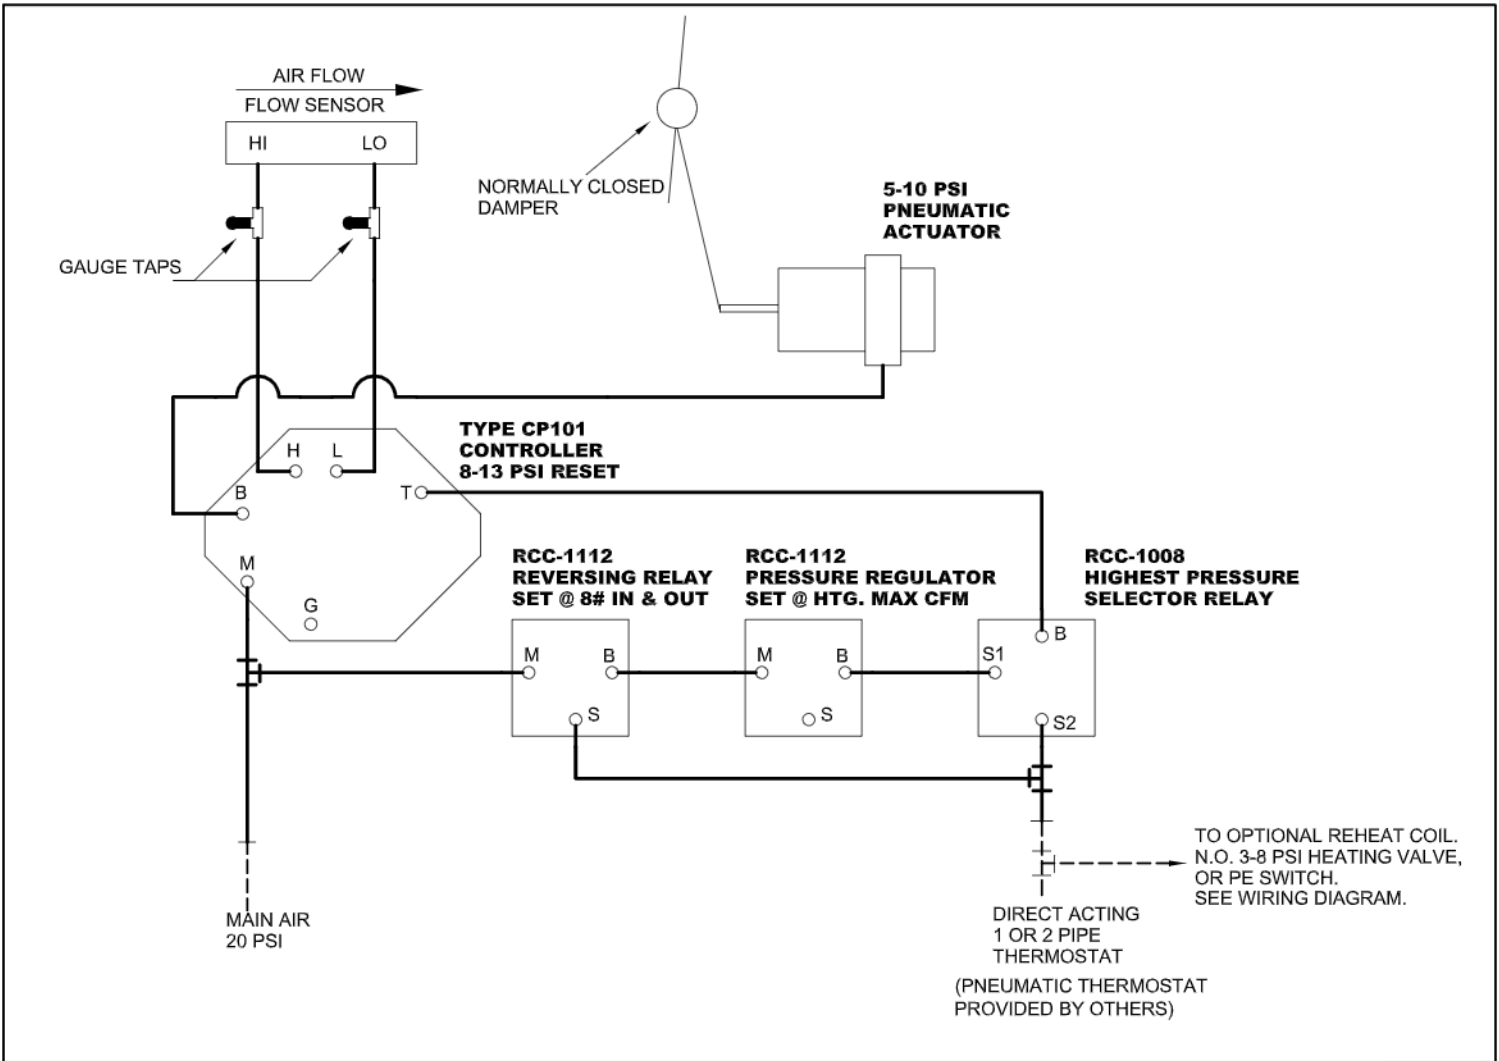 AIR FLOW
FLOW SENSOR
HI
LO
NORMALLY CLOSED
DAMPER
5-10 PSI
PNEUMATIC
ACTUATOR
GAUGE TAPS
TYPE CP101
CONTROLLER
8-13 PSI RESET
H
L
T
B
M
G
RCC-1112
REVERSING RELAY
SET @ 8# IN & OUT
M
B
S
RCC-1112
PRESSURE REGULATOR
SET @ HTG. MAX CFM
M
B
S
RCC-1008
HIGHEST PRESSURE
SELECTOR RELAY
B
S1
S2
MAIN AIR
20 PSI
TO OPTIONAL REHEAT COIL.
N.O. 3-8 PSI HEATING VALVE,
OR PE SWITCH.
SEE WIRING DIAGRAM.
DIRECT ACTING
1 OR 2 PIPE
THERMOSTAT
(PNEUMATIC THERMOSTAT
PROVIDED BY OTHERS)